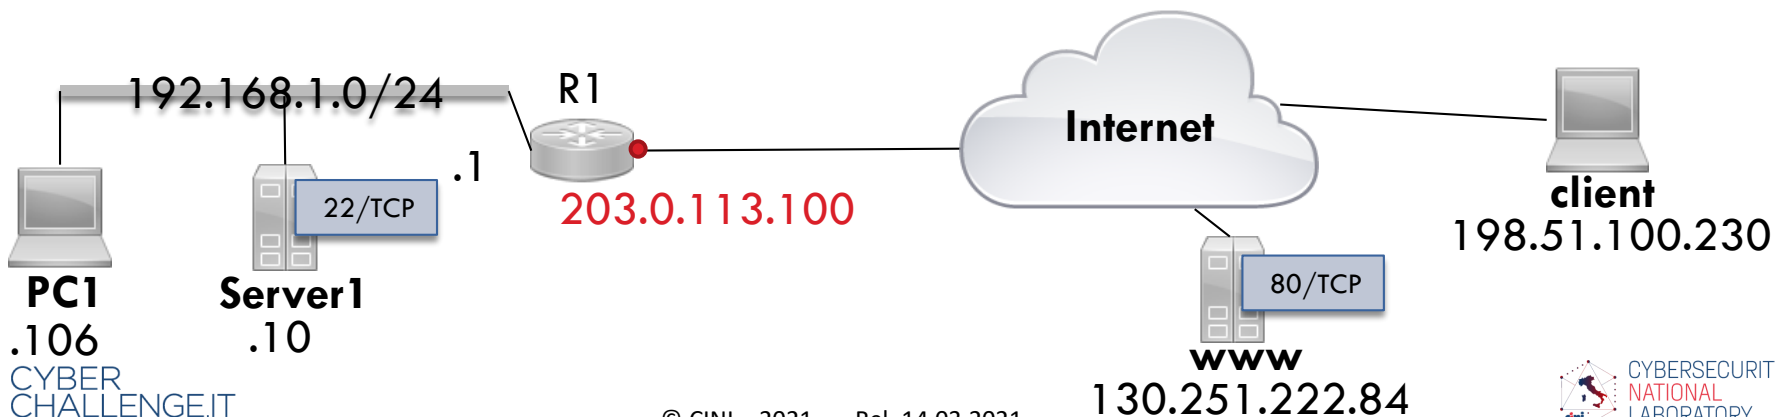 192.168.1.0/24
R1
.1
22/TCP
203.0.113.100
Internet
client
198.51.100.230
PC1
.106
Server1
.10
80/TCP
www
130.251.222.84
CYBER
CHALLENGE.IT
CYBERSECURIT
NATIONAL
LABORATORY